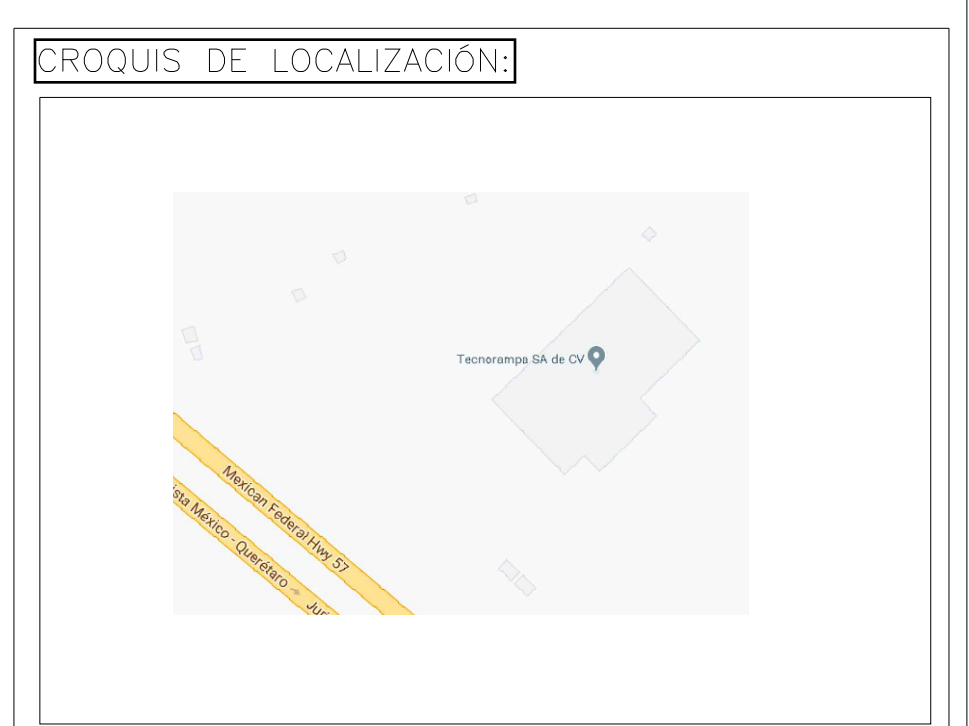 CROQUIS DE LOCALIZACIÓN:
Tecnorampa SA de CV
Mexican Federal Hwy 57
ista México - Querétaro